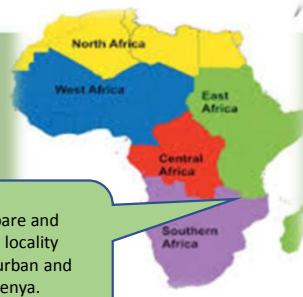 North Africa
West Africa
East
Africa
Central
Africa
Southern
Africa
pare and
locality
urban and
enya.